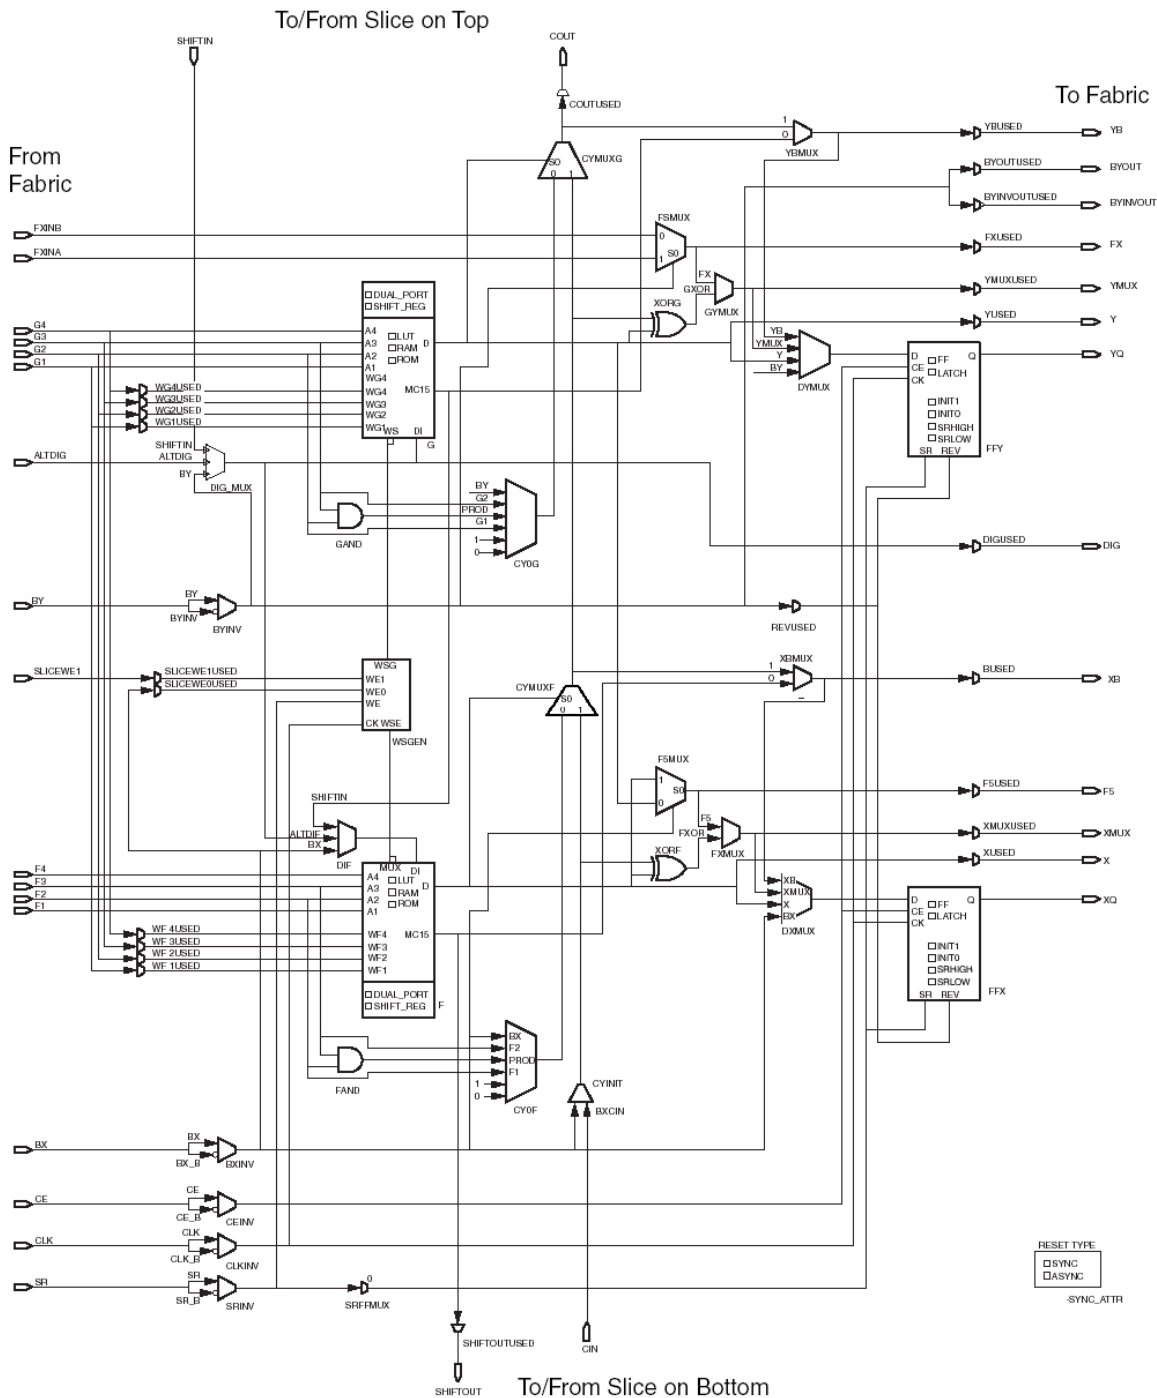 To/From Slice on Top
COUT
SHIFTIN
COUTUSED
To Fabric
1
0
YBMUX
YBUSED
YB
From
Fabric
S0
CYMUXG
0 1
BYOUTUSED
BYOUT
BYINVOUTUSED
BYINVOUT
FXINB
FXINA
FSMUX
0
1
S0
FXUSED
FX
FX
GXOR
GYMUX
YMUXUSED
YMUX
DUAL_PORT
SHIFT_REG
XORG
YUSED
Y
G4
G3
G2
G1
A4
A3
A2
A1
LUT
RAM
ROM
D
WG4
WG4
WG3
WG2
WG1
MC15
WS
DI
G
YB
YMUX
Y
BY
DYMUX
D
CE
CK
FF
LATCH
Q
YQ
INIT1
INIT0
SRHIGH
SRLOW
SR REV
FFY
WG4USED
WG3USED
WG2USED
WG1USED
SHIFTIN
ALTDIG
ALTDIG
BY
DIG_MUX
BY
G2
PROD
G1
1
0
CY0G
GAND
DIGUSED
DIG
BY
BY
BYINV
BYINV
REVUSED
SLICEWE1
SLICEWE1USED
SLICEWE0USED
WSG
WE1
WE0
WE
CK WSE
WSGEN
CYMUXF
S0
0 1
1
0
XBMUX
BUSED
XB
F5MUX
1
0
S0
F5USED
F5
SHIFTIN
ALTDIF
BX
DIF
F5
FXOR
FXMUX
XMUXUSED
XMUX
XORF
XUSED
X
F4
F3
F2
F1
MUX DI
A4
A3
A2
A1
LUT
RAM
ROM
D
WF4
WF3
WF2
WF1
MC15
DUAL_PORT
SHIFT_REG
F
XB
XMUX
X
BX
DXMUX
D
CE
CK
FF
LATCH
Q
XQ
INIT1
INIT0
SRHIGH
SRLOW
SR REV
FFX
WF 4USED
WF 3USED
WF 2USED
WF 1USED
BX
F2
PROD
F1
1
0
CY0F
FAND
CYINIT
BXCIN
BX
BX
BX_B
BXINV
CE
CE
CE_B
CEINV
CLK
CLK
CLK_B
CLKINV
SR
SR
SR_B
SRINV
0
SRFFMUX
RESET TYPE
SYNC
ASYNC
-SYNC_ATTR
SHIFTOUTUSED
CIN
SHIFTOUT
To/From Slice on Bottom